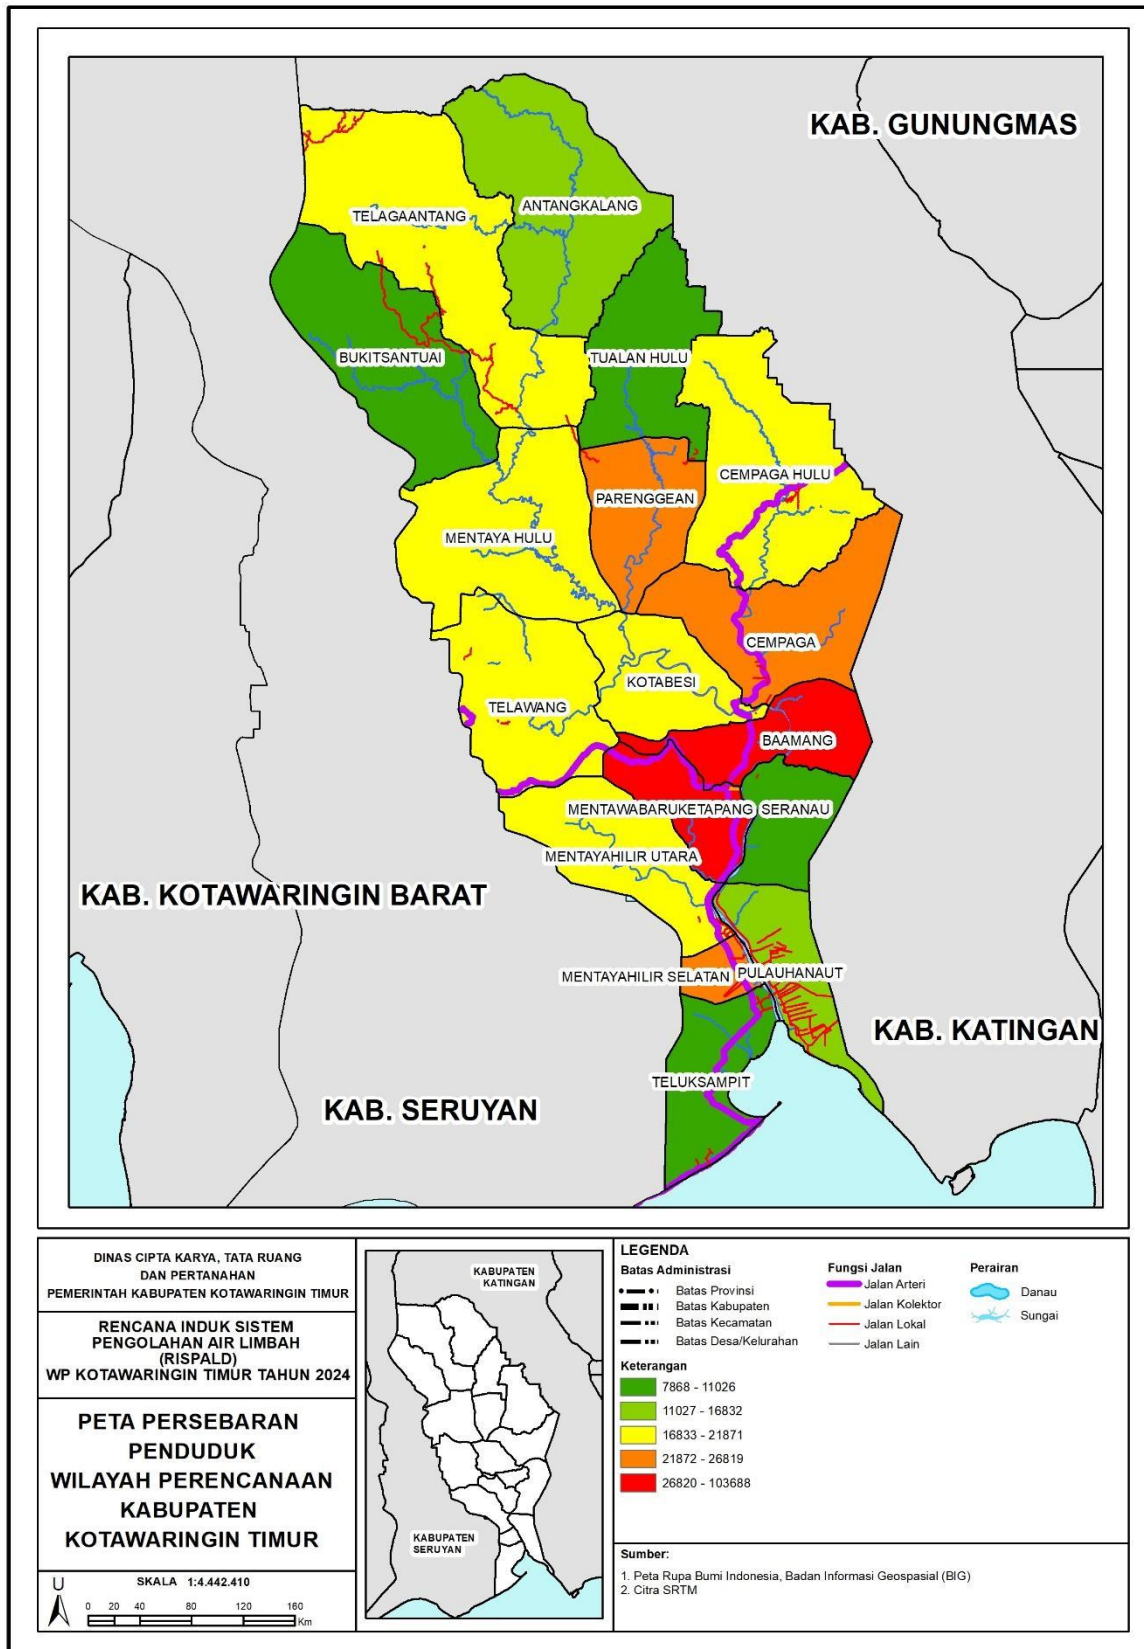 KAB. GUNUNGMAS
ANTANGKALANG
TELAGAANTANG
BUKITSANTUAI
TUALAN HULU
CEMPAGA HULU
PARENGGEAN
MENTAYA HULU
CEMPAGA
KOTABESI
TELAWANG
BAAMANG
MENTAWABARUKETAPANG
SERANAU
MENTAYAHILIR UTARA
KAB. KOTAWARINGIN BARAT
MENTAYAHILIR SELATAN
PULAUHANAUT
KAB. KATINGAN
TELUKSAMPIT
KAB. SERUYAN
DINAS CIPTA KARYA, TATA RUANG
DAN PERTANAHAN
PEMERINTAH KABUPATEN KOTAWARINGIN TIMUR
RENCANA INDUK SISTEM
PENGOLAHAN AIR LIMBAH
(RISPALD)
WP KOTAWARINGIN TIMUR TAHUN 2024
PETA PERSEBARAN
PENDUDUK
WILAYAH PERENCANAAN
KABUPATEN
KOTAWARINGIN TIMUR
U
SKALA 1:4.442.410
0 20 40 80 120 160
Km
KABUPATEN
KATINGAN
KABUPATEN
SERUYAN
LEGENDA
Batas Administrasi
Batas Provinsi
Batas Kabupaten
Batas Kecamatan
Batas Desa/Kelurahan
Fungsi Jalan
Jalan Arteri
Jalan Kolektor
Jalan Lokal
Jalan Lain
Perairan
Danau
Sungai
Keterangan
7868 - 11026
11027 - 16832
16833 - 21871
21872 - 26819
26820 - 103688
Sumber:
1. Peta Rupa Bumi Indonesia, Badan Informasi Geospasial (BIG)
2. Citra SRTM